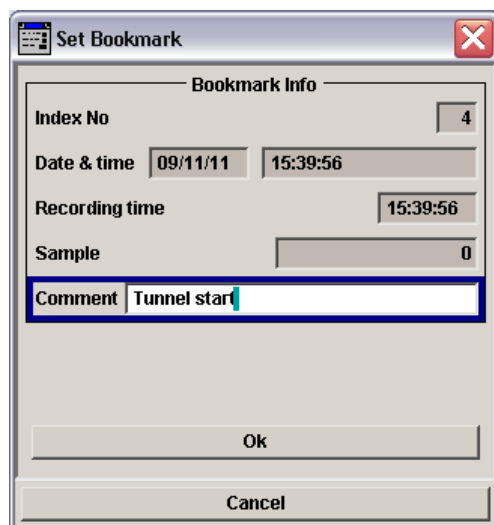 Set Bookmark
Bookmark Info
Index No 4
Date & time 09/11/11 15:39:56
Recording time 15:39:56
Sample 0
Comment Tunnel start
Ok
Cancel